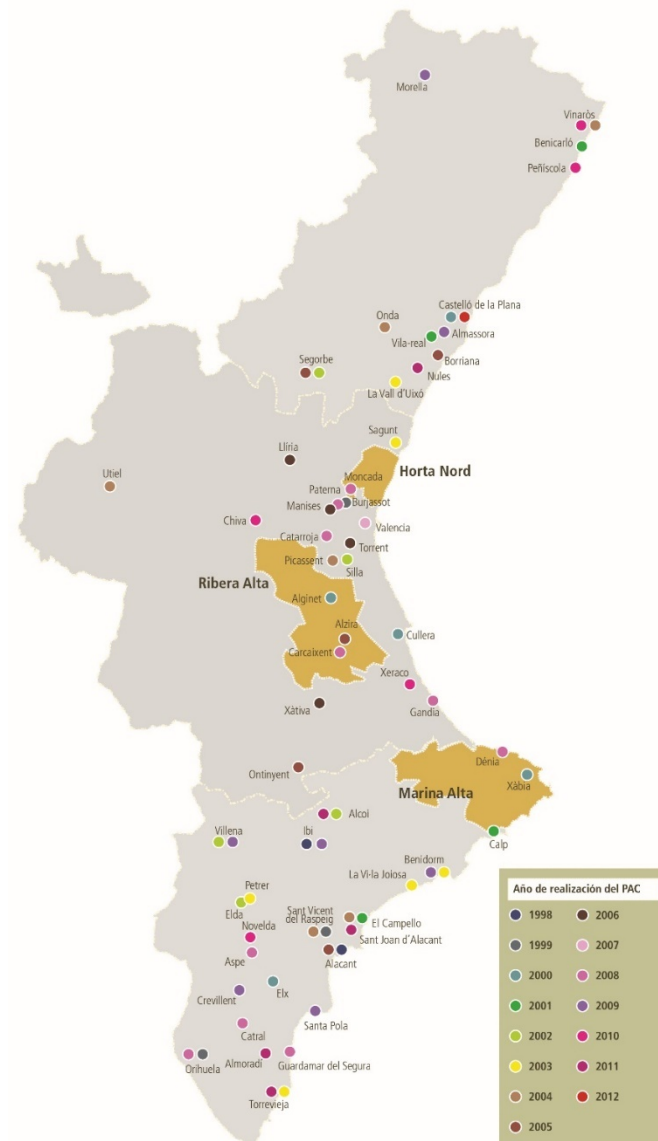 Morella
Vinaròs
Benicarló
Peñíscola
Castelló de la Plana
Onda
Vila-real
Almassora
Borriana
Segorbe
Nules
La Vall d'Uixó
Sagunt
Llíria
Horta Nord
Moncada
Utiel
Paterna
Burjassot
Manises
Chiva
Valencia
Catarroja
Torrent
Picassent
Silla
Ribera Alta
Alginet
Alzira
Cullera
Carcaixent
Xeraco
Xàtiva
Gandia
Dénia
Ontinyent
Xàbia
Marina Alta
Alcoi
Calp
Villena
Ibi
Benidorm
La Vi·la Joiosa
Petrer
Elda
Sant Vicent
del Raspeig
El Campello
Novelda
Sant Joan d'Alacant
Aspe
Alacant
Elx
Crevillent
Santa Pola
Catral
Orihuela
Almoradí
Guardamar del Segura
Torrevieja
Año de realización del PAC
1998
2006
1999
2007
2000
2008
2001
2009
2002
2010
2003
2011
2004
2012
2005